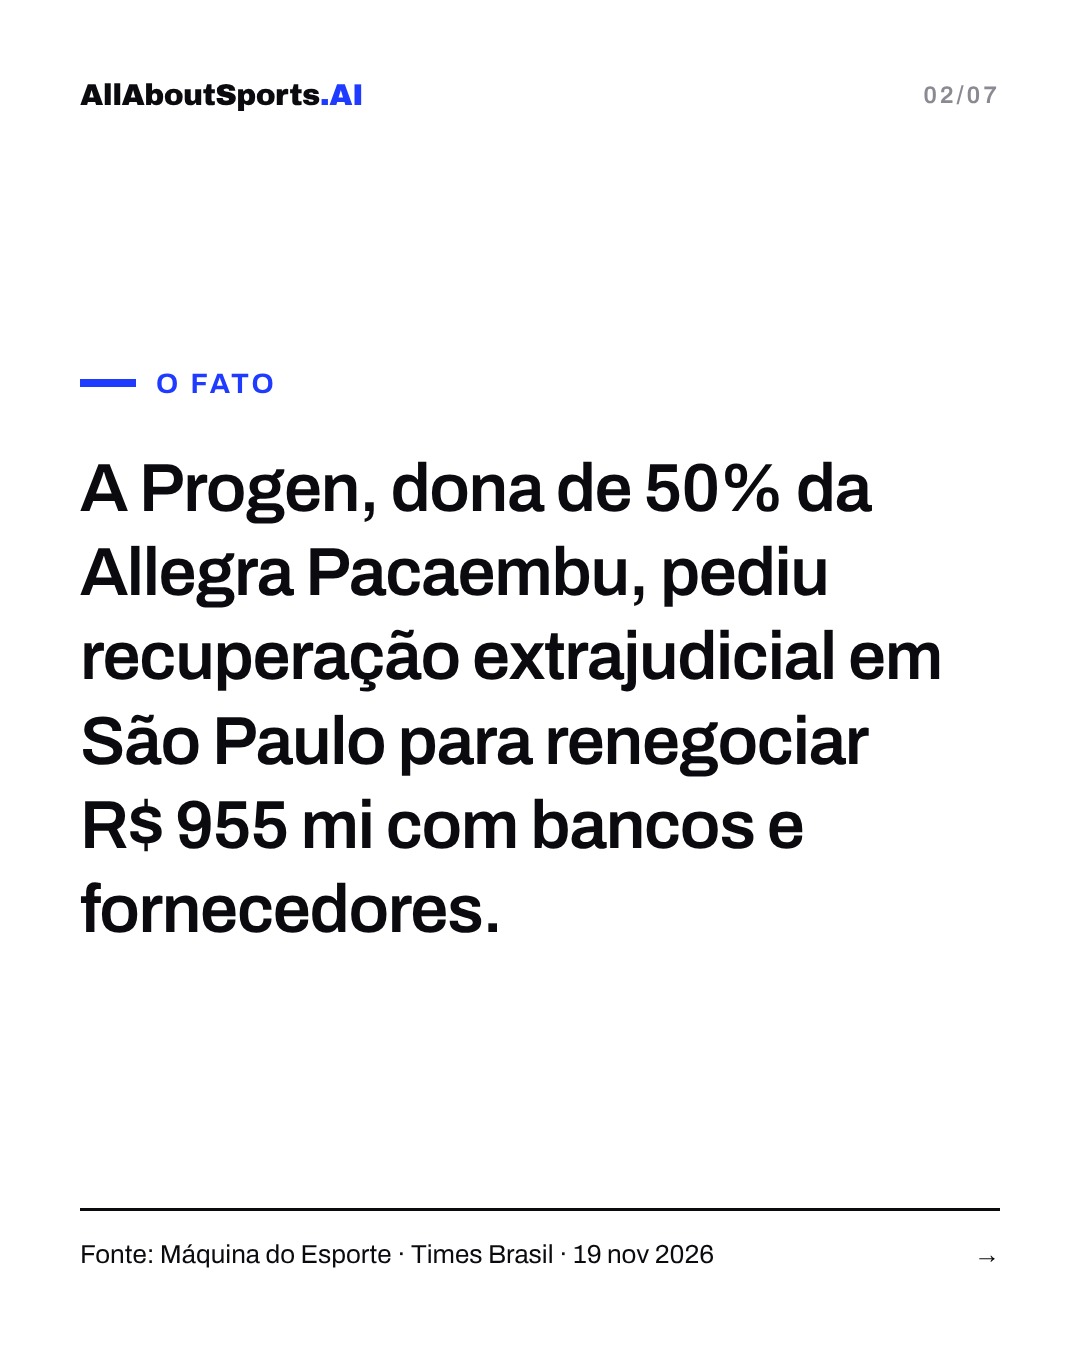 AllAboutSports.AI
02/07
O FATO
A Progen, dona de 50% da
Allegra Pacaembu, pediu
recuperação extrajudicial em
São Paulo para renegociar
R$ 955 mi com bancos e
fornecedores.
Fonte: Máquina do Esporte · Times Brasil · 19 nov 2026
→